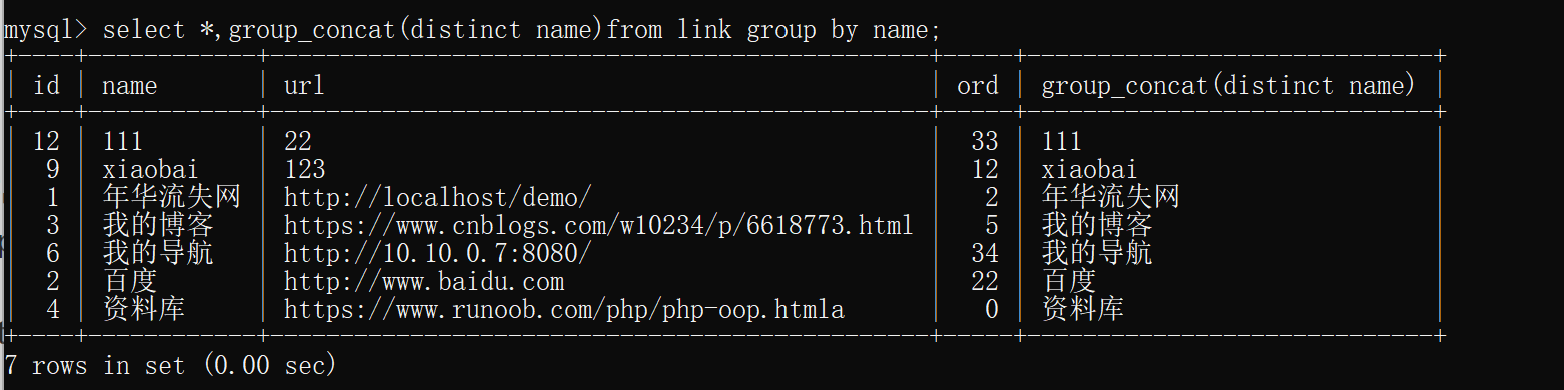 mysql> select *,group_concat(distinct name)from link group by name;
| id | name | url | ord | group_concat(distinct name) |
| 12 | 111 | 22 | 33 | 111 |
| 9 | xiaobai | 123 | 12 | xiaobai |
| 1 | 年华流失网 | http://localhost/demo/ | 2 | 年华流失网 |
| 3 | 我的博客 | https://www.cnblogs.com/w10234/p/6618773.html | 5 | 我的博客 |
| 6 | 我的导航 | http://10.10.0.7:8080/ | 34 | 我的导航 |
| 2 | 百度 | http://www.baidu.com | 22 | 百度 |
| 4 | 资料库 | https://www.runoob.com/php/php-oop.htmla | 0 | 资料库 |
7 rows in set (0.00 sec)